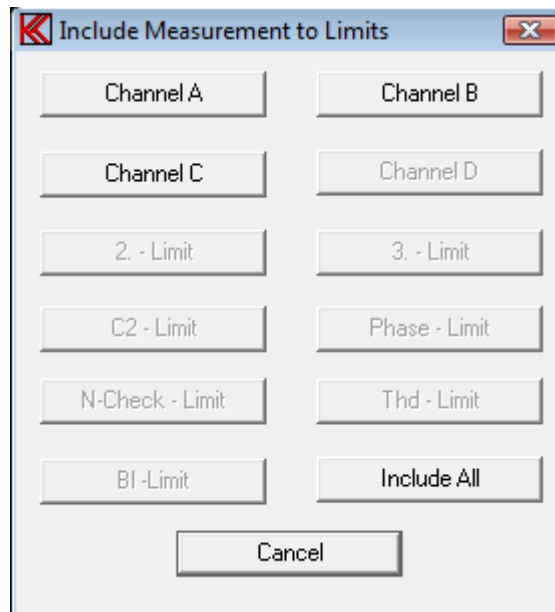 Include Measurement to Limits
Channel A
Channel B
Channel C
Channel D
2. - Limit
3. - Limit
C2 - Limit
Phase - Limit
N-Check - Limit
Thd - Limit
Bl -Limit
Include All
Cancel